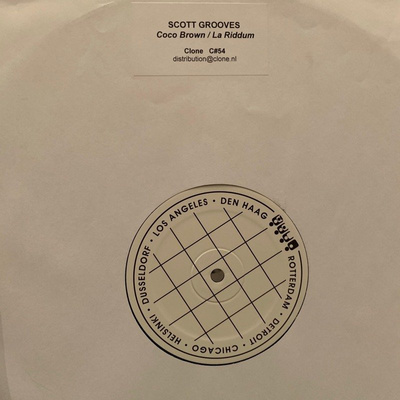 SCOTT GROOVES
Coco Brown / La Riddum
Clone C#54
distribution@clone.nl
DUSSELDORF • LOS ANGELES • DEN HAAG
ROTTERDAM • DETROIT • CHICAGO • HELSINKI •